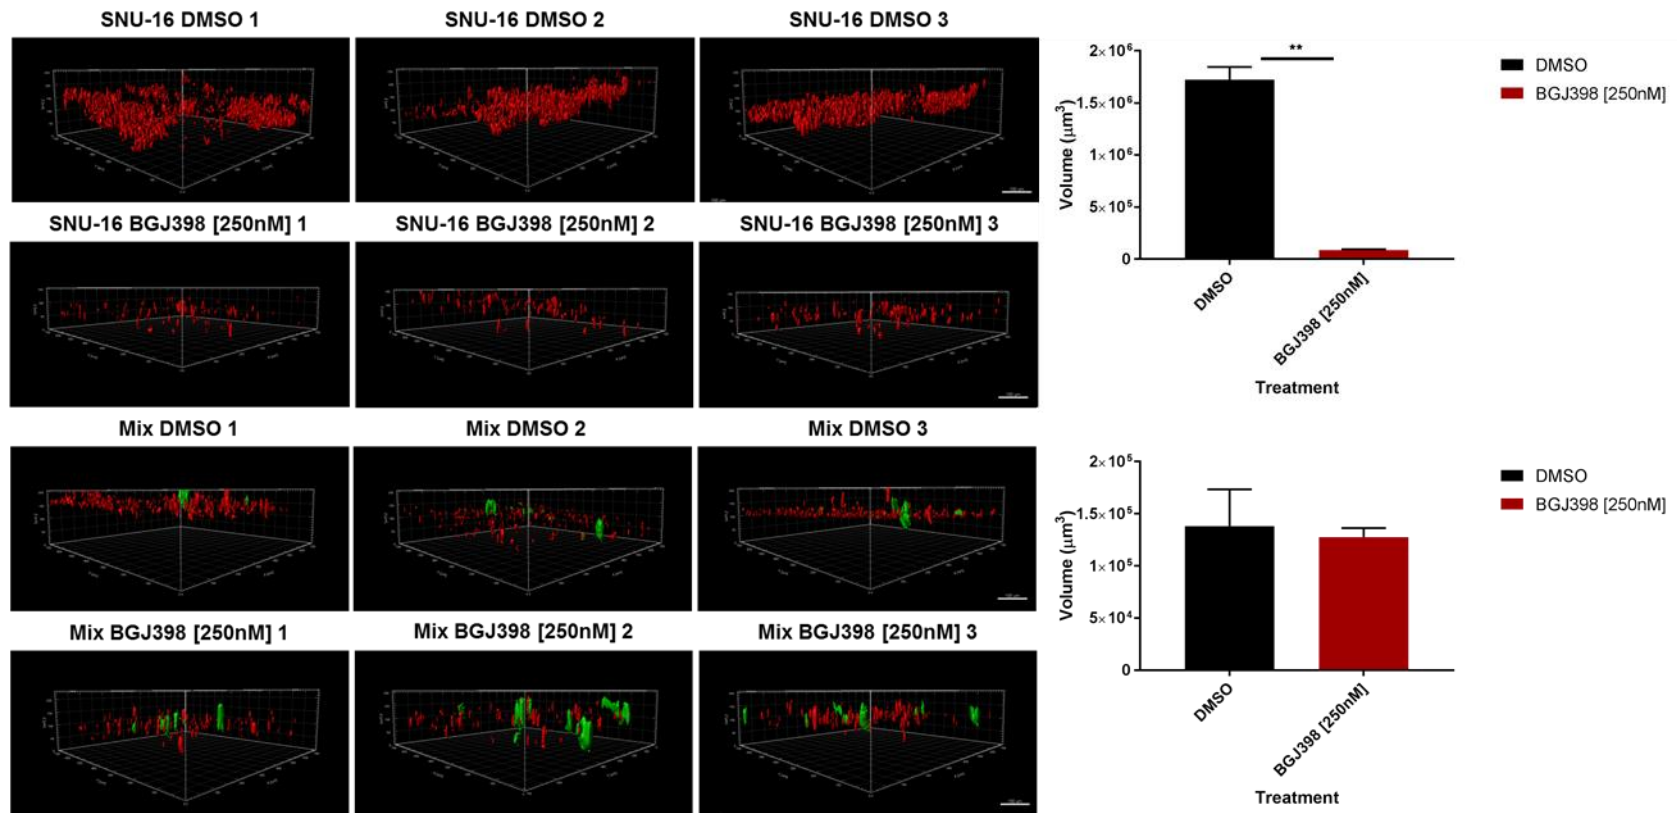 SNU-16 DMSO 1
SNU-16 DMSO 2
SNU-16 DMSO 3
SNU-16 BGJ398 [250nM] 1
SNU-16 BGJ398 [250nM] 2
SNU-16 BGJ398 [250nM] 3
Mix DMSO 1
Mix DMSO 2
Mix DMSO 3
Mix BGJ398 [250nM] 1
Mix BGJ398 [250nM] 2
Mix BGJ398 [250nM] 3
2×10⁶
1.5×10⁶
1×10⁶
5×10⁵
0
Volume (μm³)
**
DMSO
BGJ398 [250nM]
Treatment
DMSO
BGJ398 [250nM]
2×10⁵
1.5×10⁵
1×10⁵
5×10⁴
0
Volume (μm³)
DMSO
BGJ398 [250nM]
Treatment
DMSO
BGJ398 [250nM]